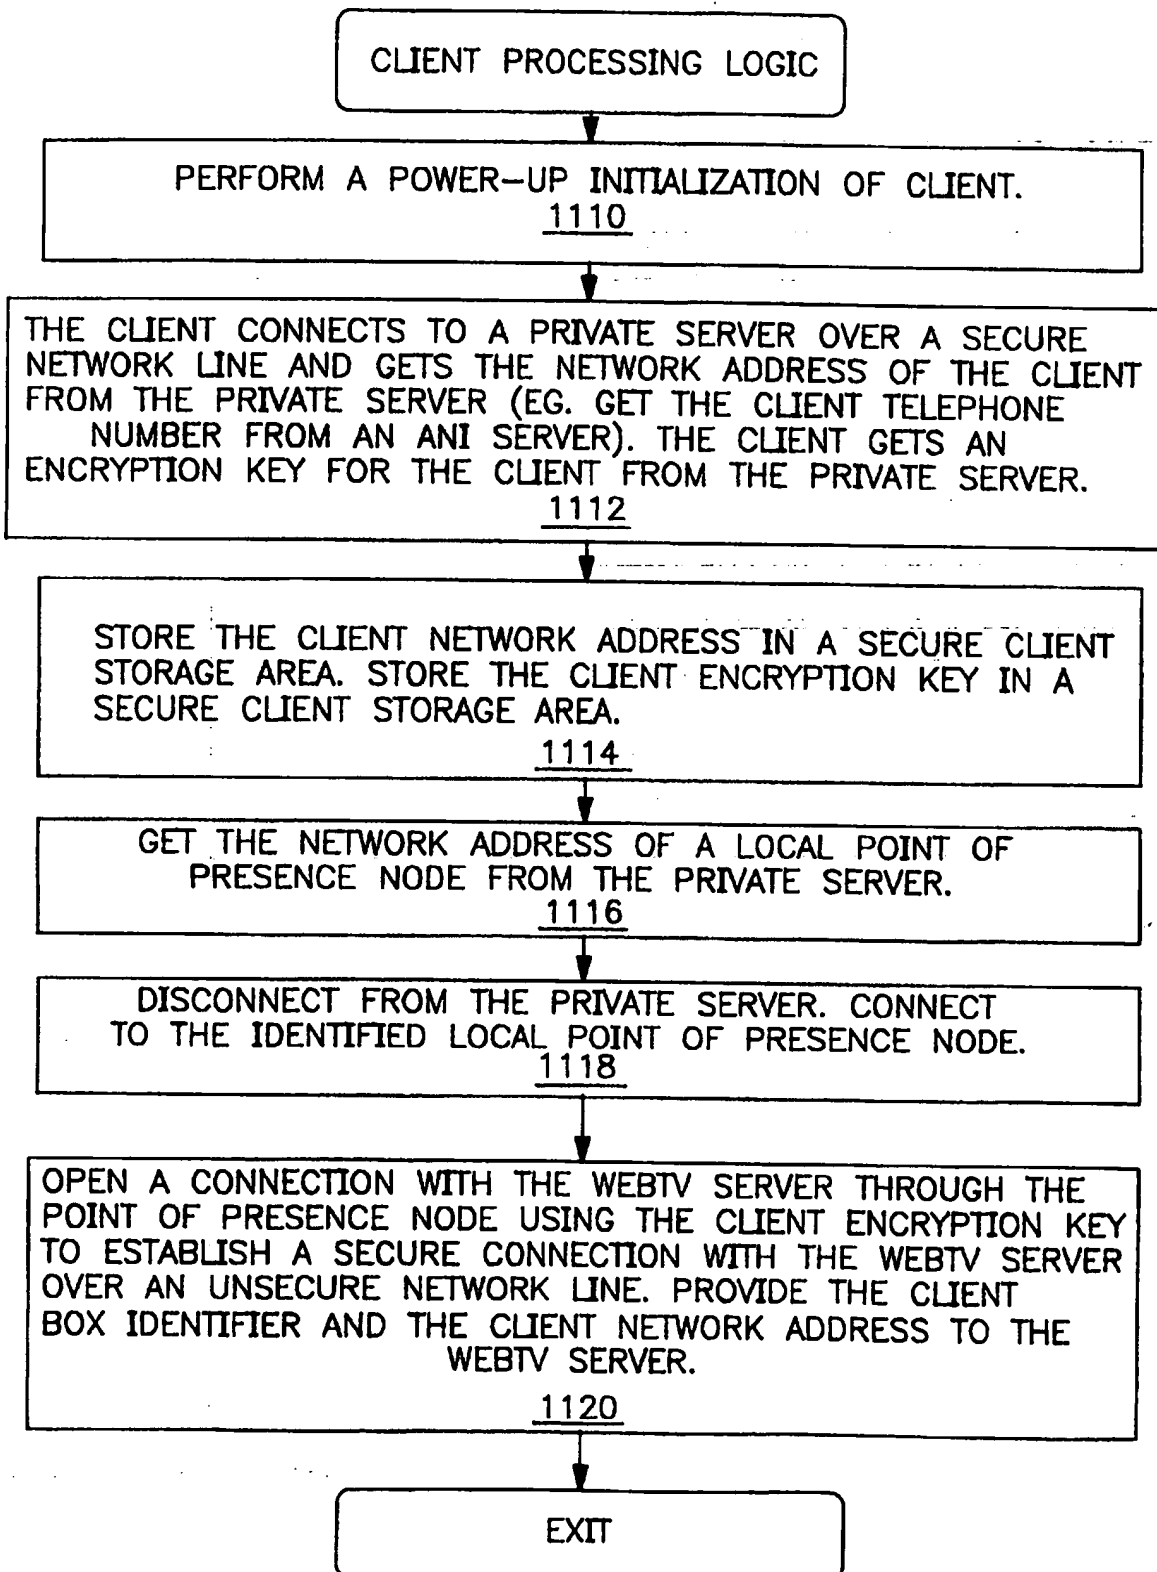 CLIENT PROCESSING LOGIC
PERFORM A POWER-UP INITIALIZATION OF CLIENT.
1110
THE CLIENT CONNECTS TO A PRIVATE SERVER OVER A SECURE
NETWORK LINE AND GETS THE NETWORK ADDRESS OF THE CLIENT
FROM THE PRIVATE SERVER (EG. GET THE CLIENT TELEPHONE
NUMBER FROM AN ANI SERVER). THE CLIENT GETS AN
ENCRYPTION KEY FOR THE CLIENT FROM THE PRIVATE SERVER.
1112
STORE THE CLIENT NETWORK ADDRESS IN A SECURE CLIENT
STORAGE AREA. STORE THE CLIENT ENCRYPTION KEY IN A
SECURE CLIENT STORAGE AREA.
1114
GET THE NETWORK ADDRESS OF A LOCAL POINT OF
PRESENCE NODE FROM THE PRIVATE SERVER.
1116
DISCONNECT FROM THE PRIVATE SERVER. CONNECT
TO THE IDENTIFIED LOCAL POINT OF PRESENCE NODE.
1118
OPEN A CONNECTION WITH THE WEBTV SERVER THROUGH THE
POINT OF PRESENCE NODE USING THE CLIENT ENCRYPTION KEY
TO ESTABLISH A SECURE CONNECTION WITH THE WEBTV SERVER
OVER AN UNSECURE NETWORK LINE. PROVIDE THE CLIENT
BOX IDENTIFIER AND THE CLIENT NETWORK ADDRESS TO THE
WEBTV SERVER.
1120
EXIT